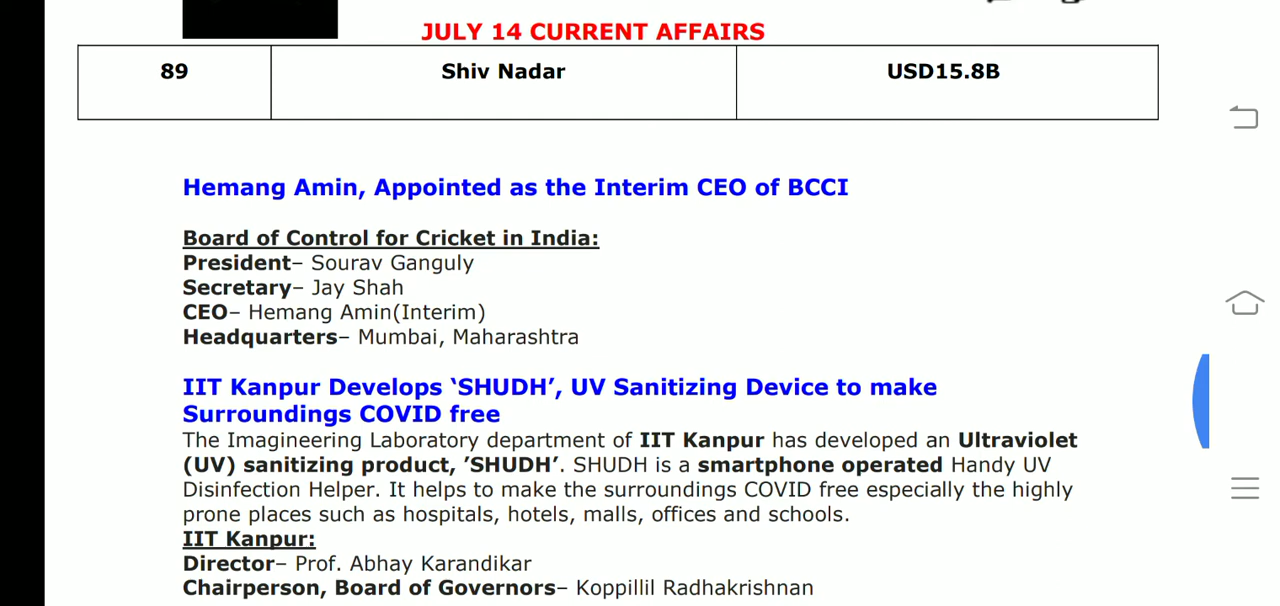 JULY 14 CURRENT AFFAIRS
89 Shiv Nadar USD15.8B
Hemang Amin, Appointed as the Interim CEO of BCCI
Board of Control for Cricket in India:
President– Sourav Ganguly
Secretary– Jay Shah
CEO– Hemang Amin(Interim)
Headquarters– Mumbai, Maharashtra
IIT Kanpur Develops ‘SHUDH’, UV Sanitizing Device to make
Surroundings COVID free
The Imagineering Laboratory department of IIT Kanpur has developed an Ultraviolet
(UV) sanitizing product, ’SHUDH’. SHUDH is a smartphone operated Handy UV
Disinfection Helper. It helps to make the surroundings COVID free especially the highly
prone places such as hospitals, hotels, malls, offices and schools.
IIT Kanpur:
Director– Prof. Abhay Karandikar
Chairperson, Board of Governors– Koppillil Radhakrishnan